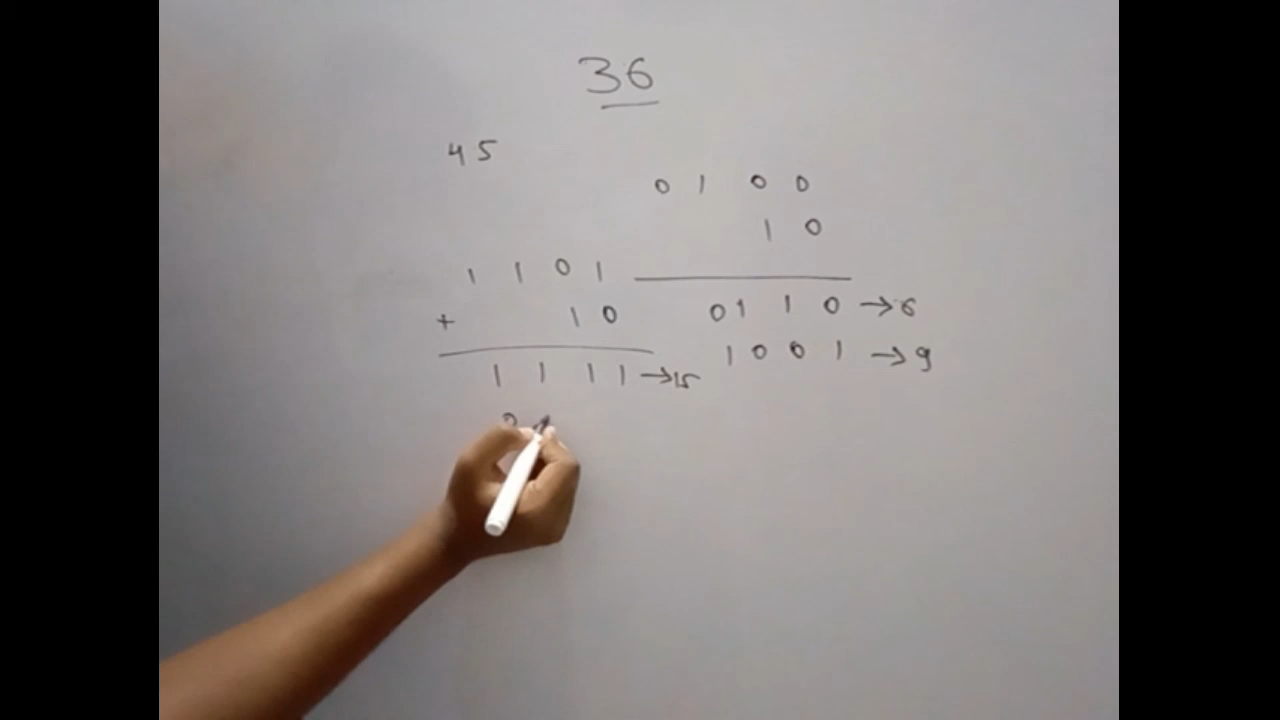 36
45
0 1 0 0
1 0
1 1 0 1
+ 1 0
1 1 1 1 →15
0 1 1 0 →6
1 0 0 1 →9